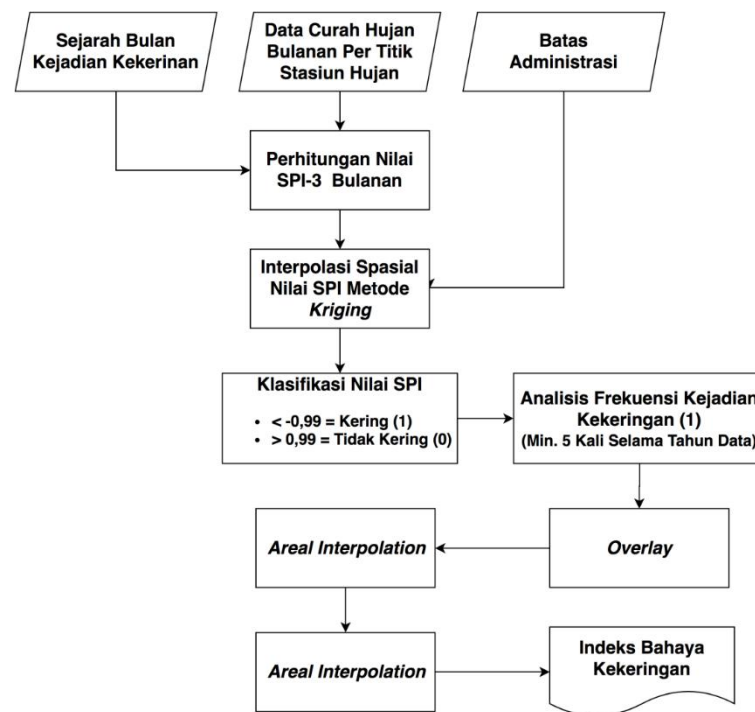 Sejarah Bulan
Kejadian Kekerinan
Data Curah Hujan
Bulanan Per Titik
Stasiun Hujan
Batas
Administrasi
Perhitungan Nilai
SPI-3 Bulanan
Interpolasi Spasial
Nilai SPI Metode
Kriging
Klasifikasi Nilai SPI
• < -0,99 = Kering (1)
• > 0,99 = Tidak Kering (0)
Analisis Frekuensi Kejadian
Kekeringan (1)
(Min. 5 Kali Selama Tahun Data)
Overlay
Areal Interpolation
Areal Interpolation
Indeks Bahaya
Kekeringan